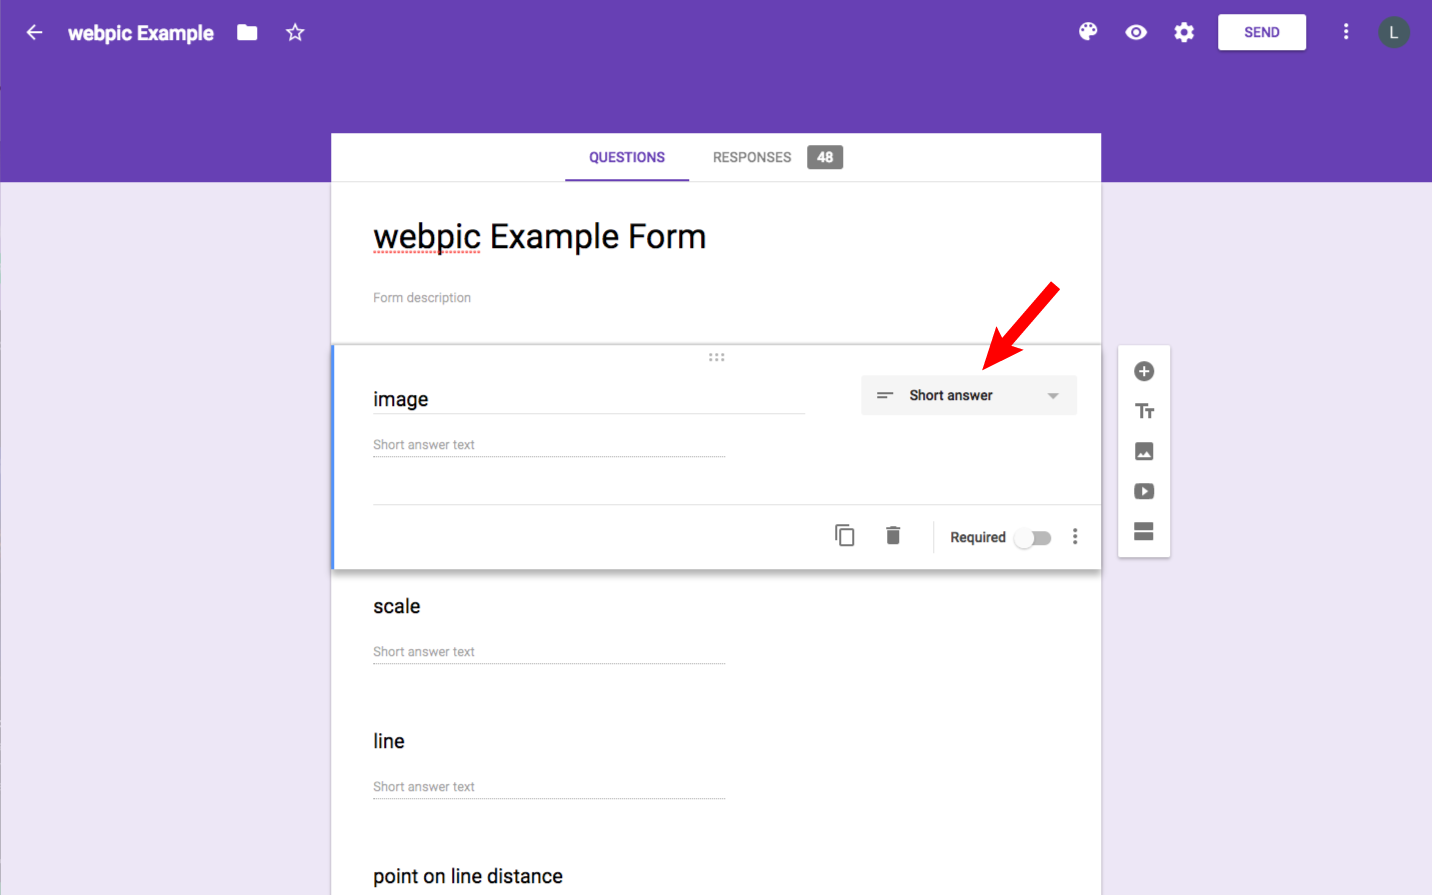 webpic Example
SEND
L
QUESTIONS
RESPONSES 48
webpic Example Form
Form description
image
Short answer
Short answer text
Required
scale
Short answer text
line
Short answer text
point on line distance